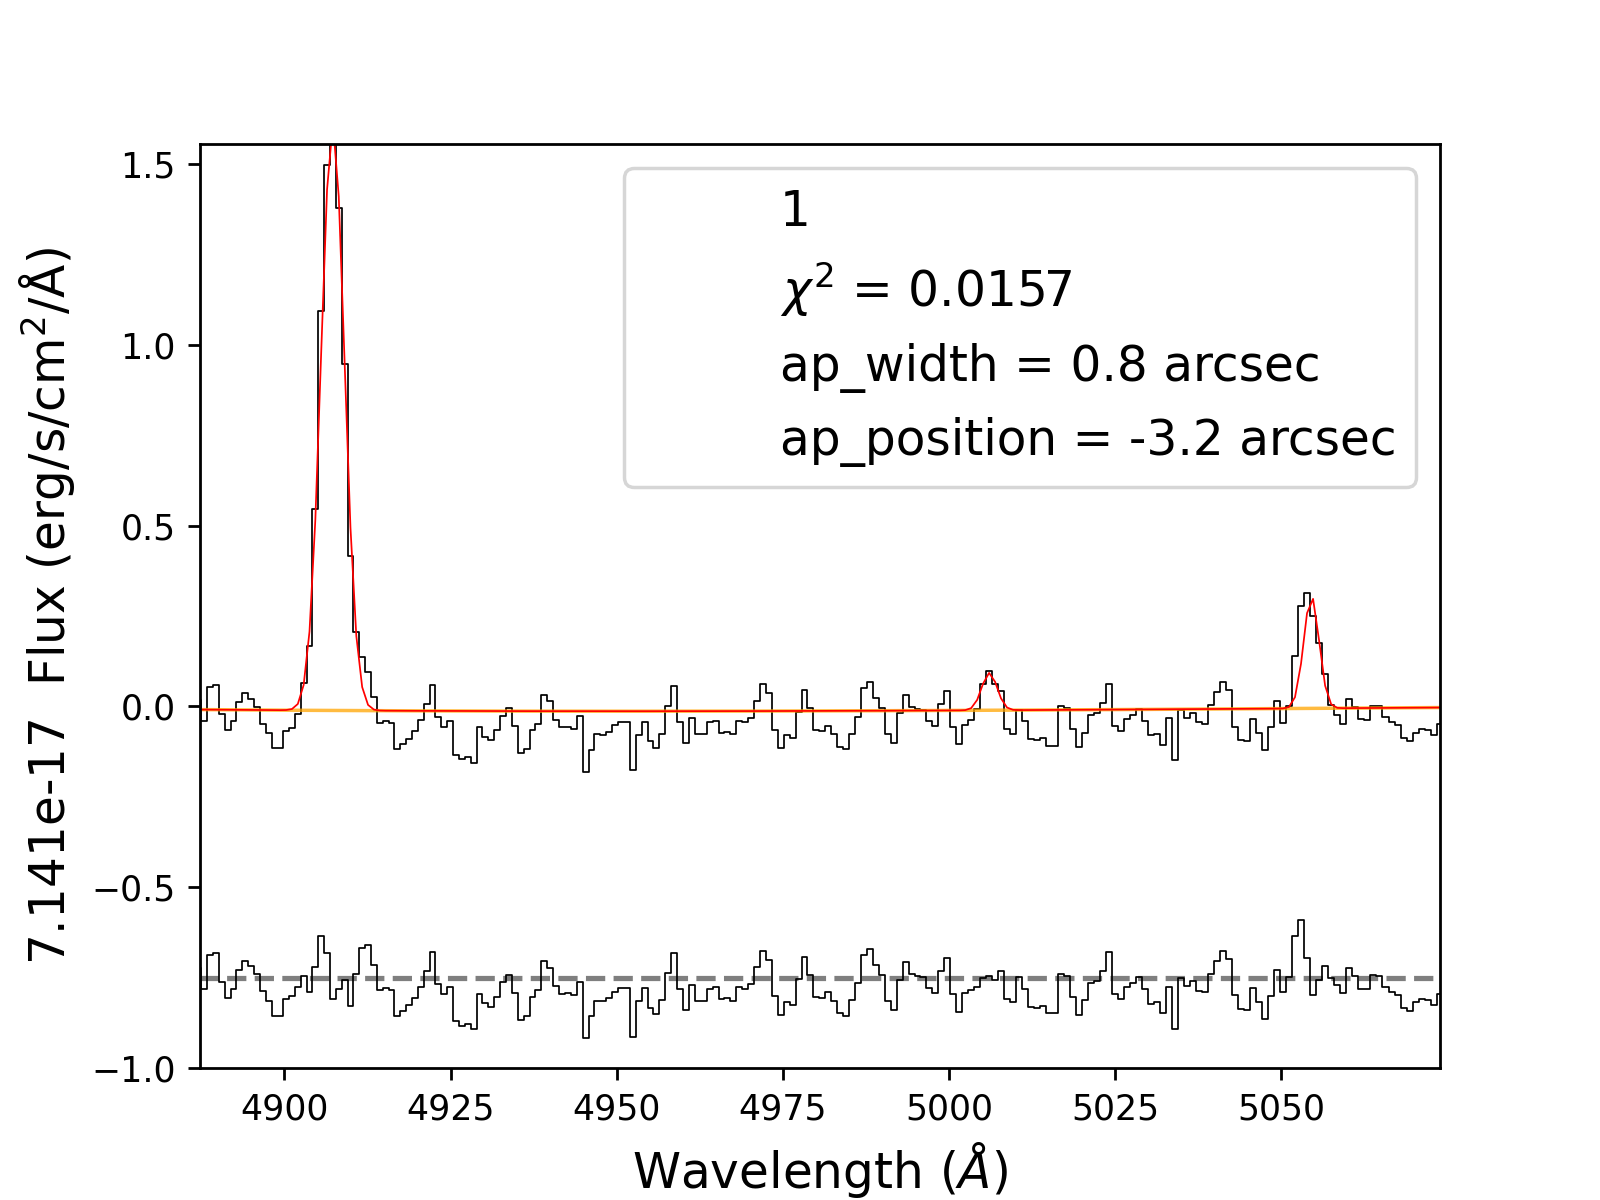 1
χ² = 0.0157
ap_width = 0.8 arcsec
ap_position = -3.2 arcsec
7.141e-17 Flux (erg/s/cm²/Å)
1.5
1.0
0.5
0.0
−0.5
−1.0
4900 4925 4950 4975 5000 5025 5050
Wavelength (Å)